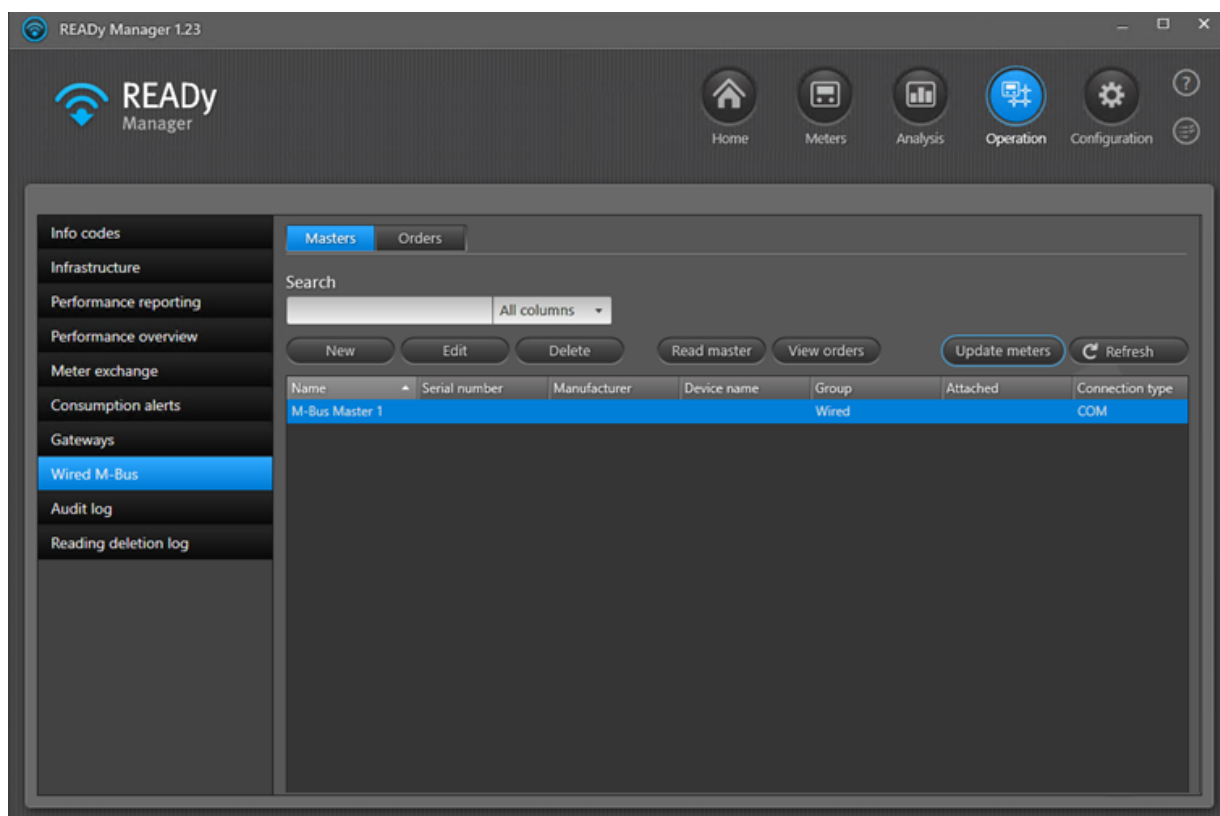 READy Manager 1.23
READy
Manager
Home Meters Analysis Operation Configuration
?
Info codes
Infrastructure
Performance reporting
Performance overview
Meter exchange
Consumption alerts
Gateways
Wired M-Bus
Audit log
Reading deletion log
Masters Orders
Search
All columns
New Edit Delete Read master View orders Update meters Refresh
Name Serial number Manufacturer Device name Group Attached Connection type
M-Bus Master 1 Wired COM